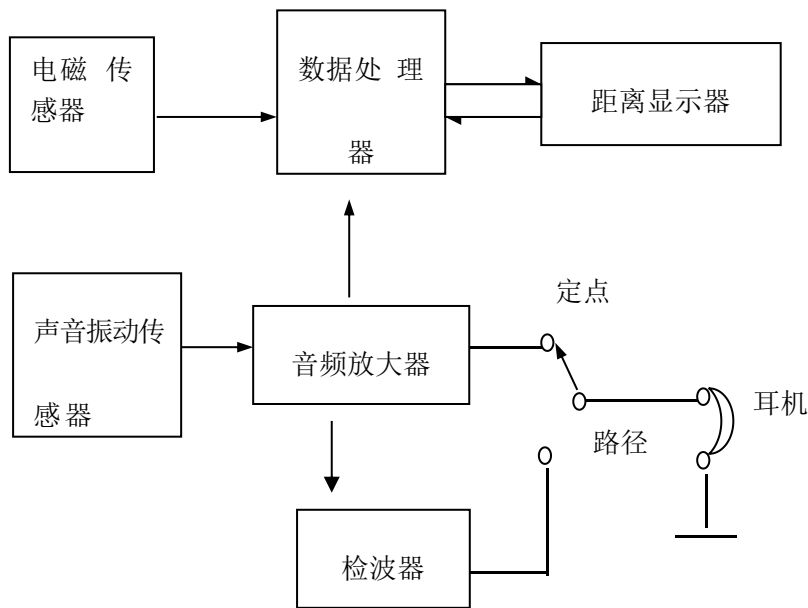 电磁 传
感器
数据处 理
器
距离显示器
声音振动传
感器
音频放大器
定点
路径
耳机
检波器